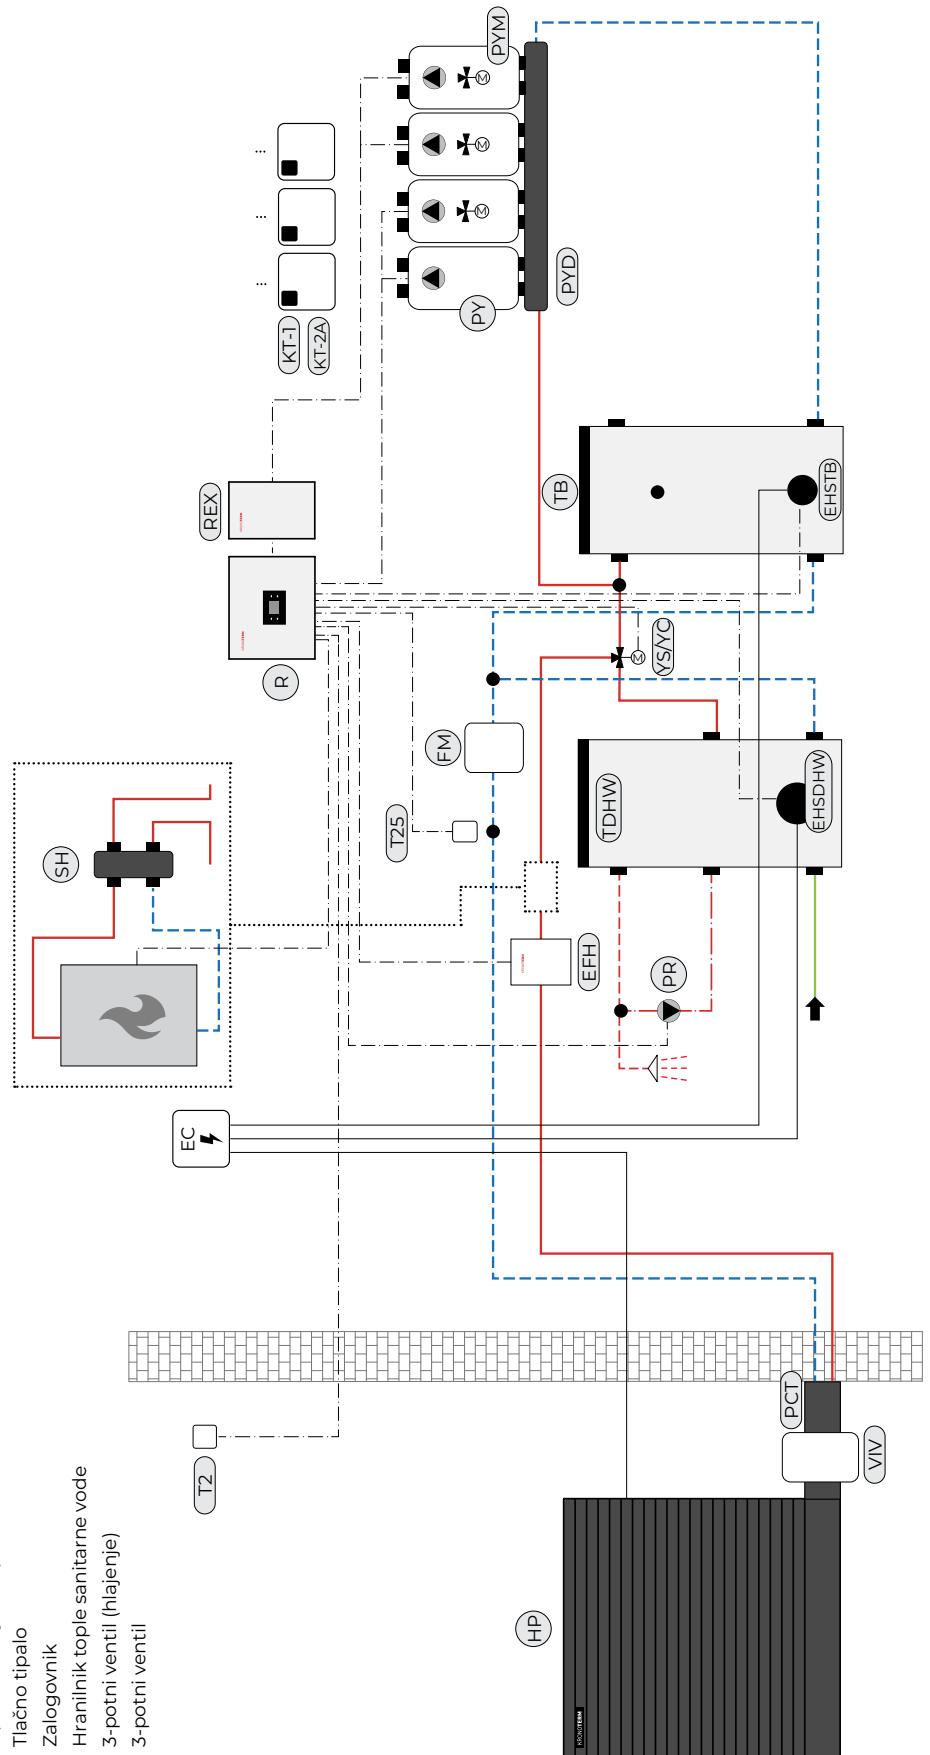 Tlačno tipalo
Zalogovnik
Hranilnik tople sanitarne vode
3-potni ventil (hlajenje)
3-potni ventil
T2
HP
KRONOTERM
VIV
PCT
EC
SH
R
REX
KT-1
KT-2A
PY
PYM
PYD
M
M
M
TB
EHSTB
YS/YC
M
FM
T25
EFH
TDHW
EHSDHW
PR